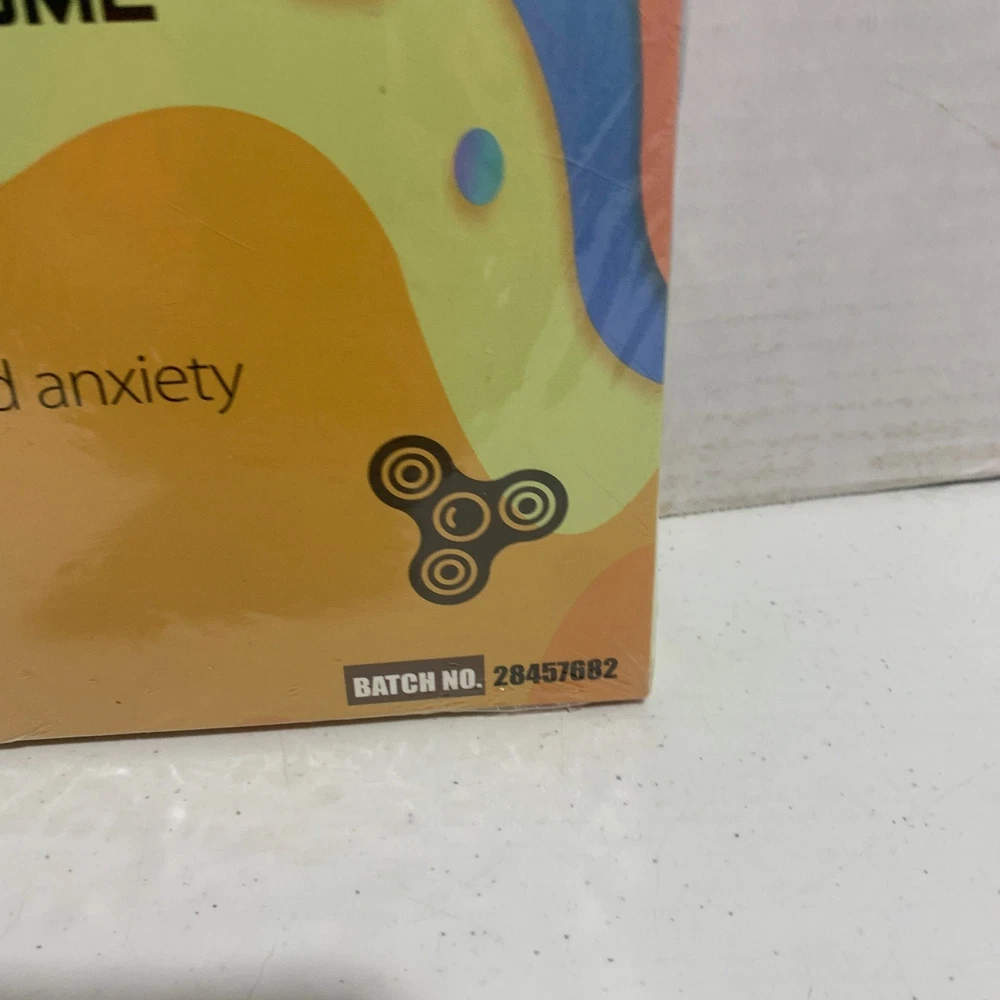 d anxiety
BATCH NO. 28457682